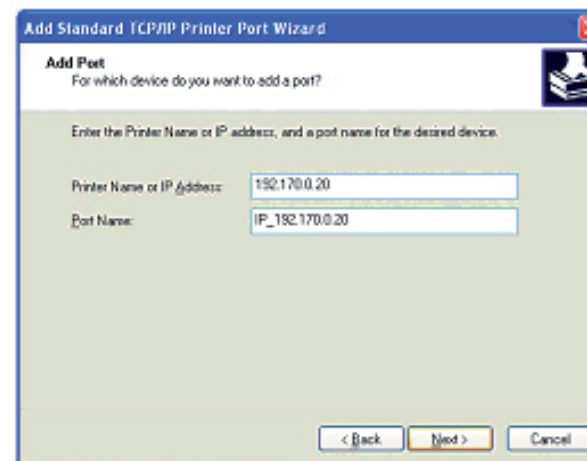 Add Standard TCP/IP Printer Port Wizard
Add Port
For which device do you want to add a port?
Enter the Printer Name or IP address, and a port name for the desired device.
Printer Name or IP Address: 192.170.0.20
Port Name: IP_192.170.0.20
< Back Next > Cancel